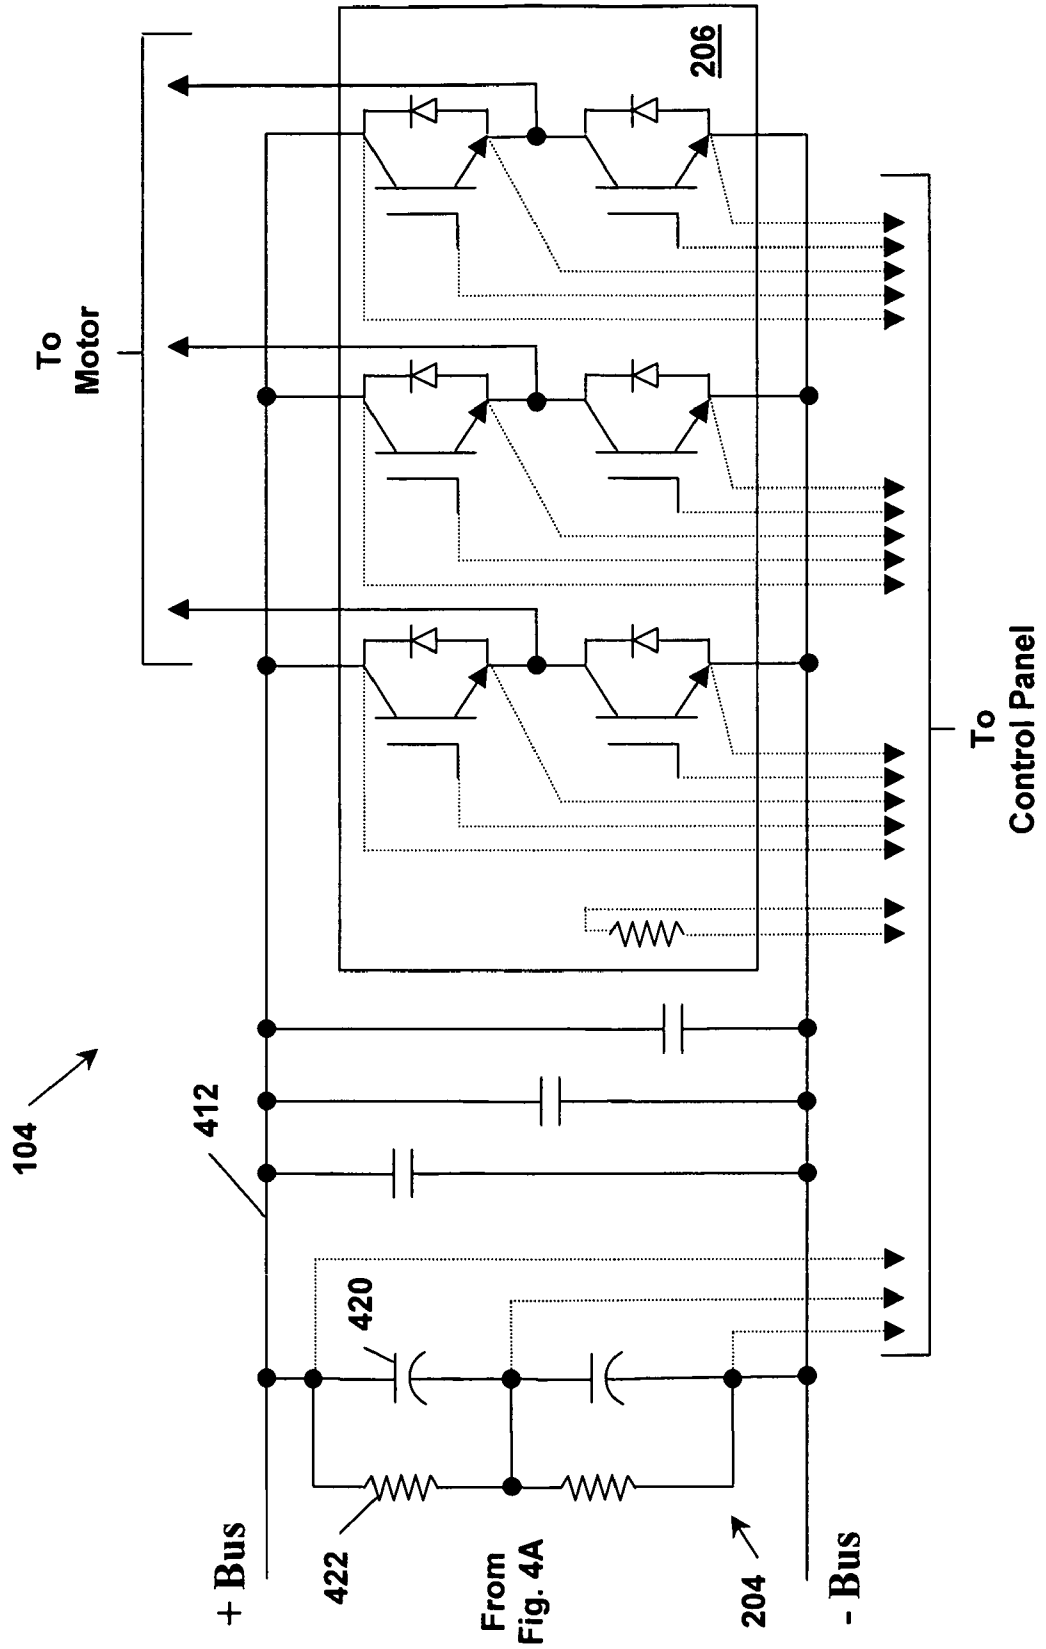 104
412
+ Bus
422
420
From
Fig. 4A
204
- Bus
To
Motor
206
To
Control Panel